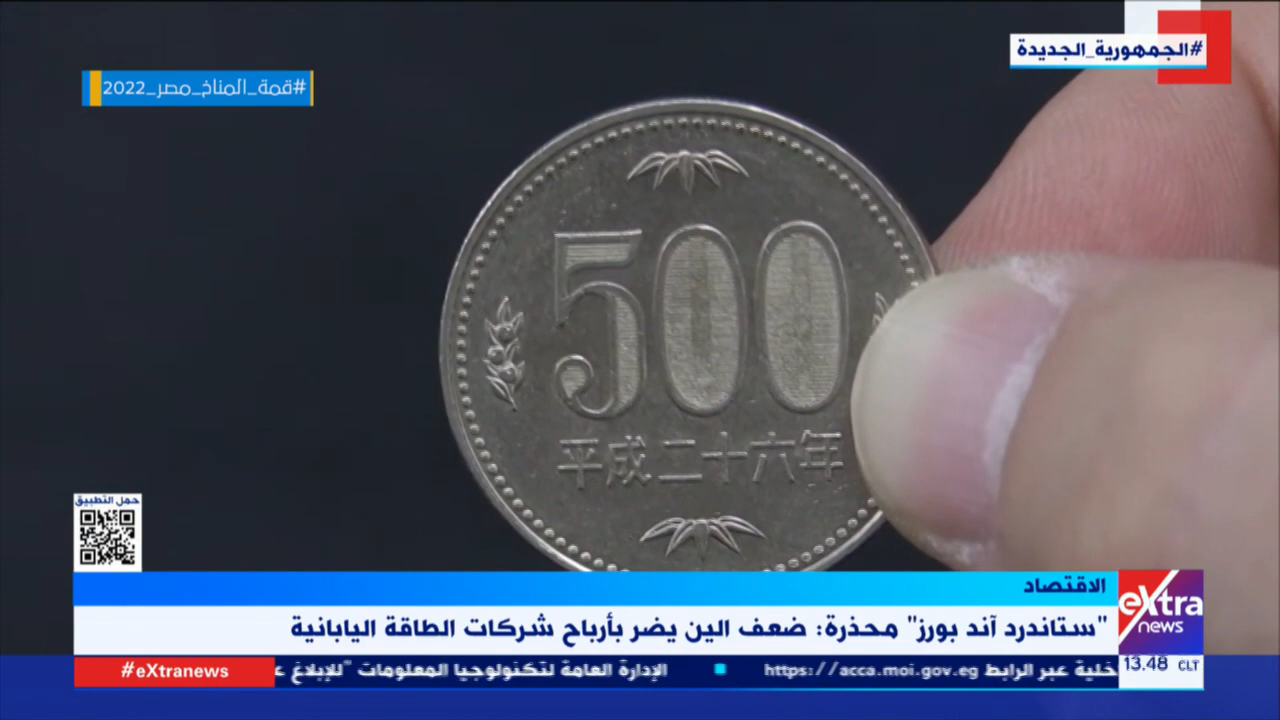 #الجمهورية_الجديدة
#قمة_المناخ_مصر_2022
500
平成二十六年
حمل التطبيق
الاقتصاد
"ستاندرد آند بورز" محذرة: ضعف الين يضر بأرباح شركات الطاقة اليابانية
eXtra
news
13.48 CLT
خلية عبر الرابط https://acca.moi.gov.eg ■ الإدارة العامة لتكنولوجيا المعلومات "للإبلاغ ع
#eXtranews